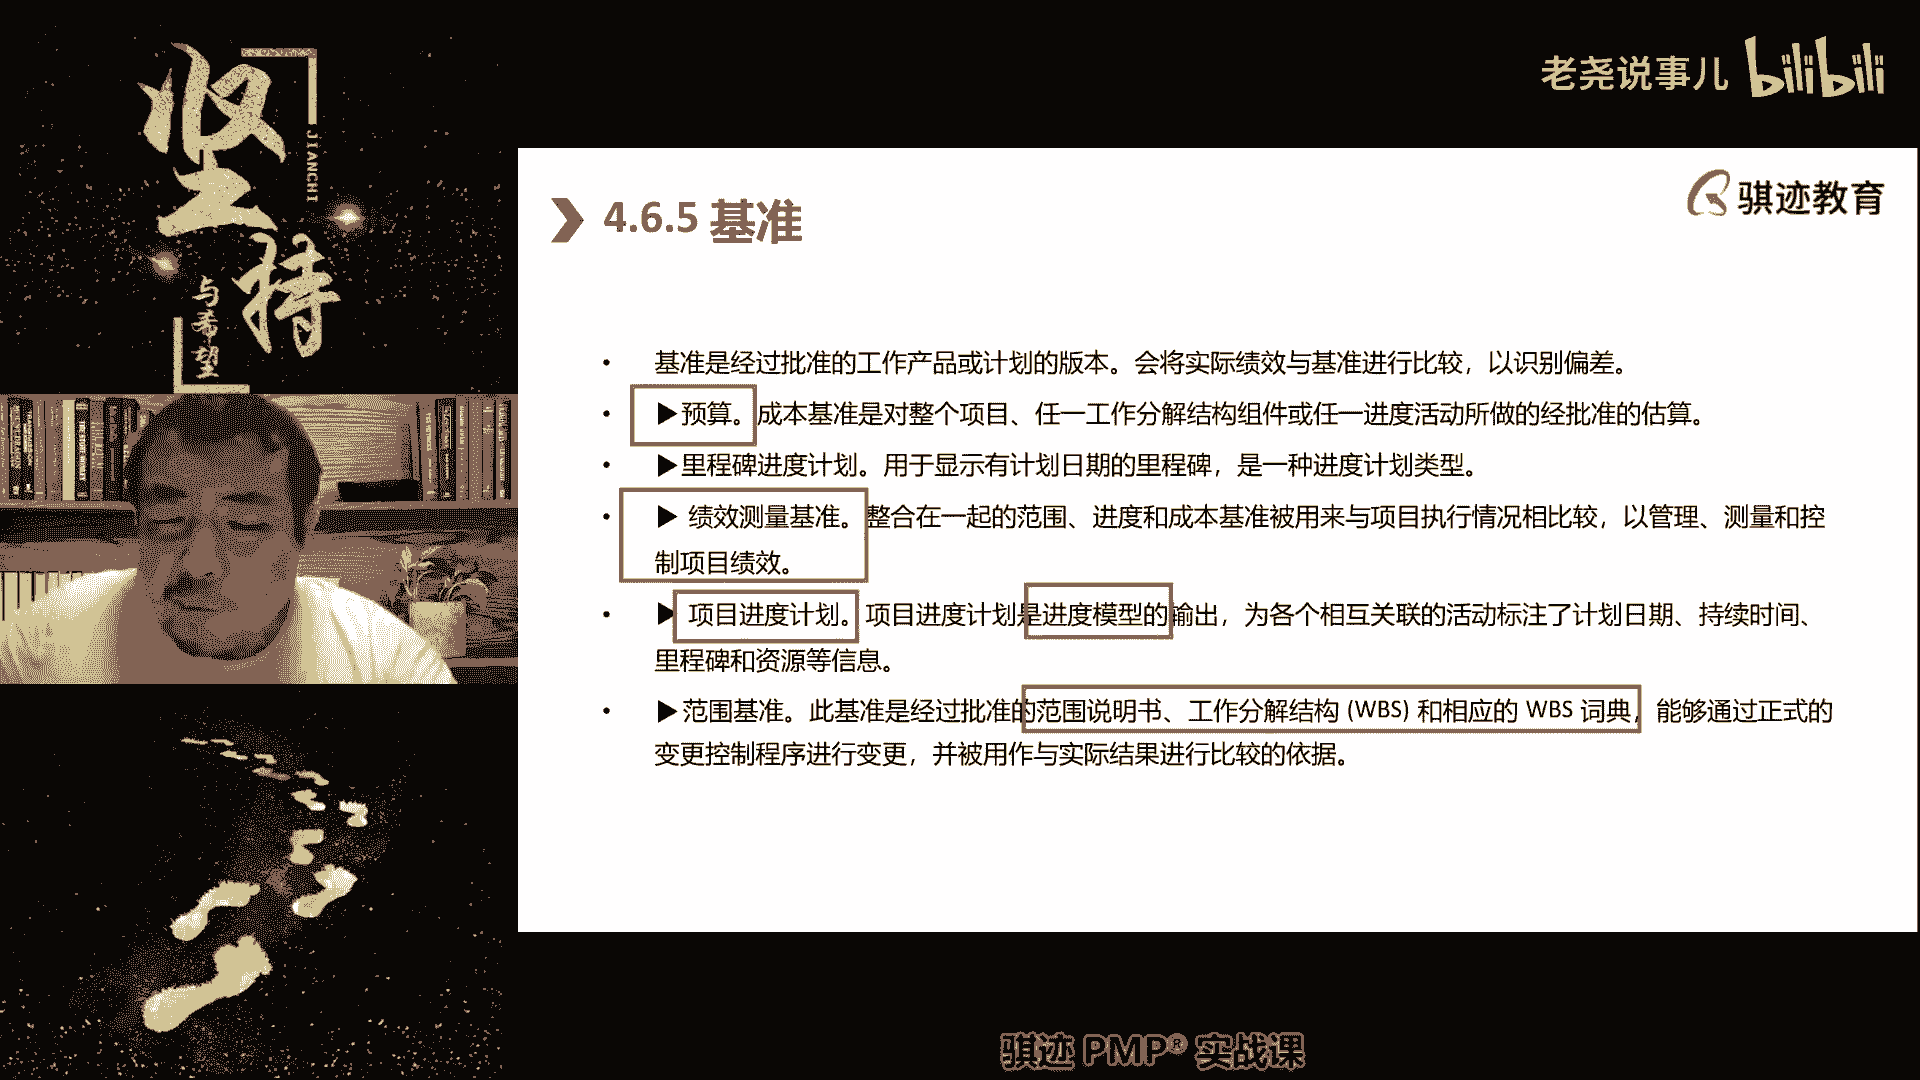 坚持
JIANCHI
与希望
老尧说事儿 bilibili
骐迹教育
4.6.5 基准
• 基准是经过批准的工作产品或计划的版本。会将实际绩效与基准进行比较，以识别偏差。
• ▶预算。成本基准是对整个项目、任一工作分解结构组件或任一进度活动所做的经批准的估算。
• ▶里程碑进度计划。用于显示有计划日期的里程碑，是一种进度计划类型。
• ▶ 绩效测量基准。整合在一起的范围、进度和成本基准被用来与项目执行情况相比较，以管理、测量和控
制项目绩效。
• ▶ 项目进度计划。项目进度计划是进度模型的输出，为各个相互关联的活动标注了计划日期、持续时间、
里程碑和资源等信息。
• ▶范围基准。此基准是经过批准的范围说明书、工作分解结构 (WBS) 和相应的 WBS 词典，能够通过正式的
变更控制程序进行变更，并被用作与实际结果进行比较的依据。
骐迹 PMP® 实战课